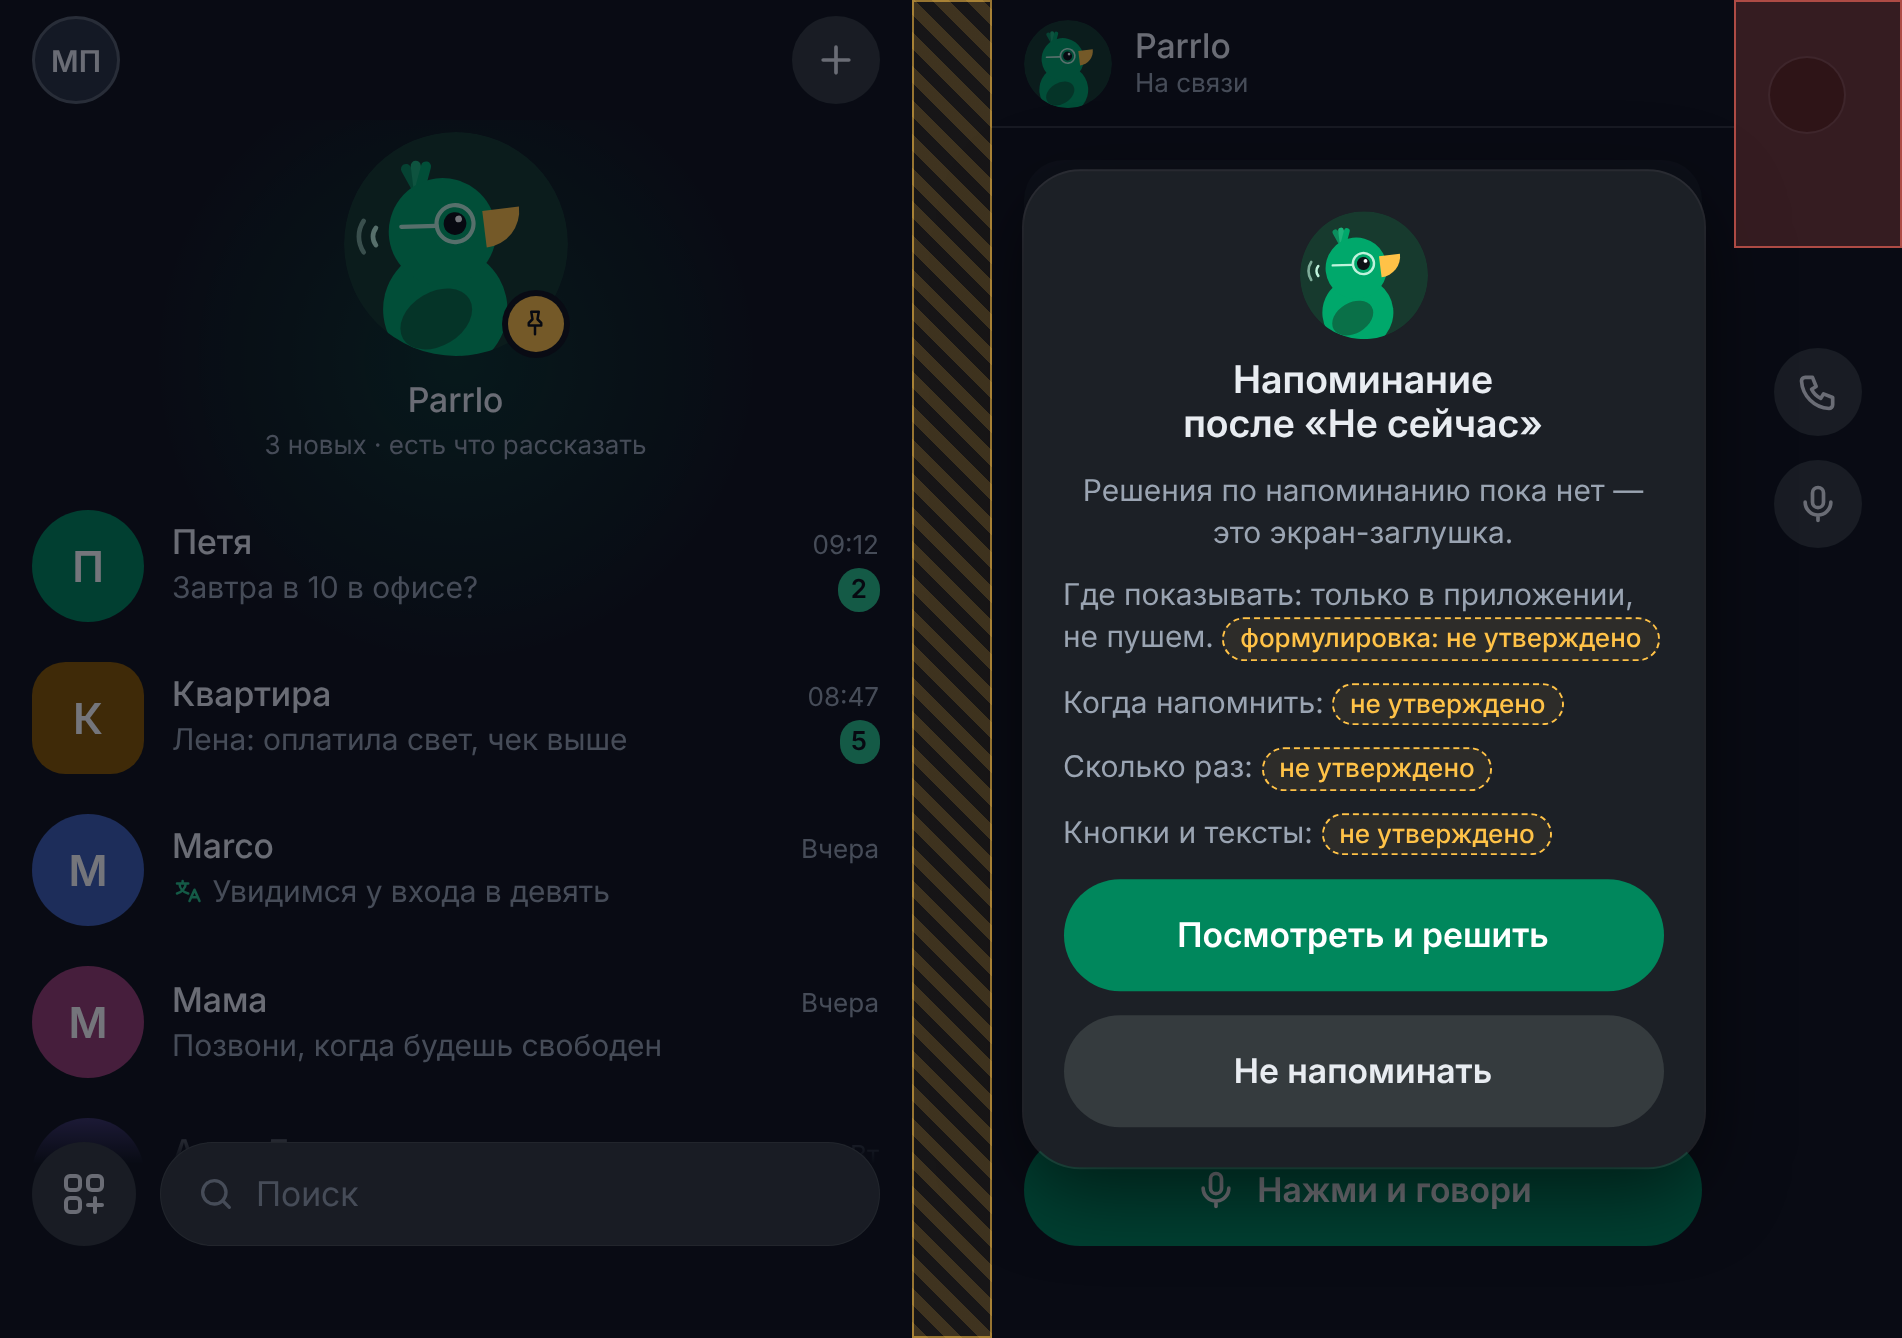 МП
Parrlo
3 новых · есть что рассказать
П
Петя
09:12
Завтра в 10 в офисе?
2
К
Квартира
08:47
Лена: оплатила свет, чек выше
5
M
Marco
Вчера
Увидимся у входа в девять
М
Мама
Вчера
Позвони, когда будешь свободен
Поиск
Parrlo
На связи
Напоминание
после «Не сейчас»
Решения по напоминанию пока нет —
это экран-заглушка.
Где показывать: только в приложении,
не пушем. формулировка: не утверждено
Когда напомнить: не утверждено
Сколько раз: не утверждено
Кнопки и тексты: не утверждено
Посмотреть и решить
Не напоминать
Нажми и говори